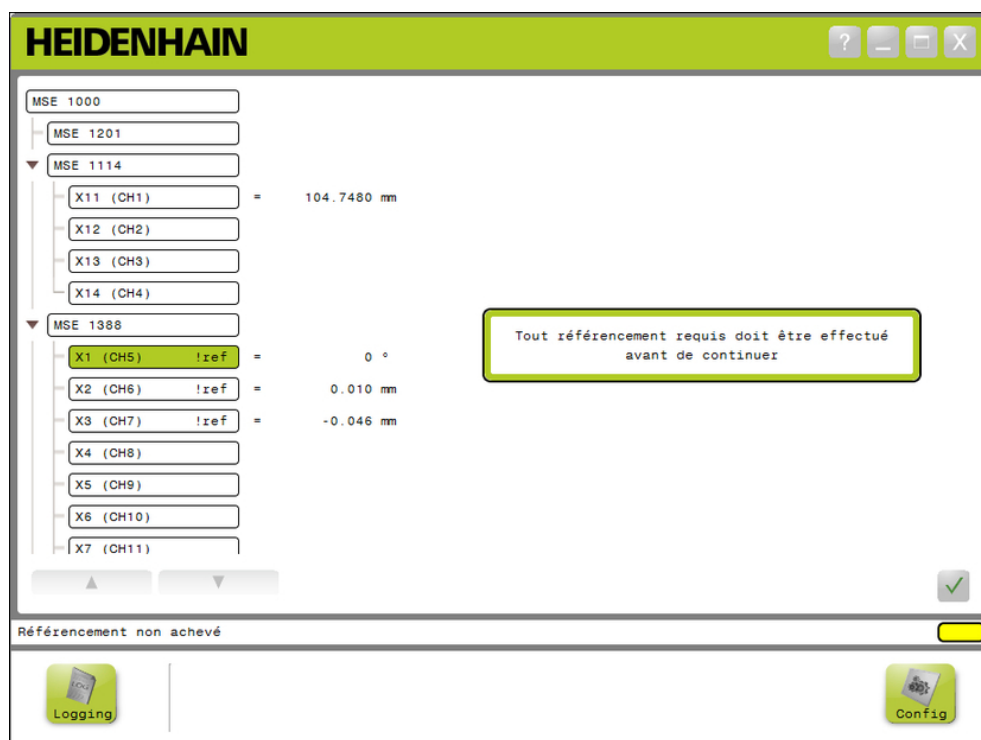 HEIDENHAIN
? _ X
MSE 1000
MSE 1201
MSE 1114
X11 (CH1) = 104.7480 mm
X12 (CH2)
X13 (CH3)
X14 (CH4)
MSE 1388
X1 (CH5) !ref = 0 °
X2 (CH6) !ref = 0.010 mm
X3 (CH7) !ref = -0.046 mm
X4 (CH8)
X5 (CH9)
X6 (CH10)
X7 (CH11)
Tout référencement requis doit être effectué
avant de continuer
Référencement non achevé
LOG
Logging
Config